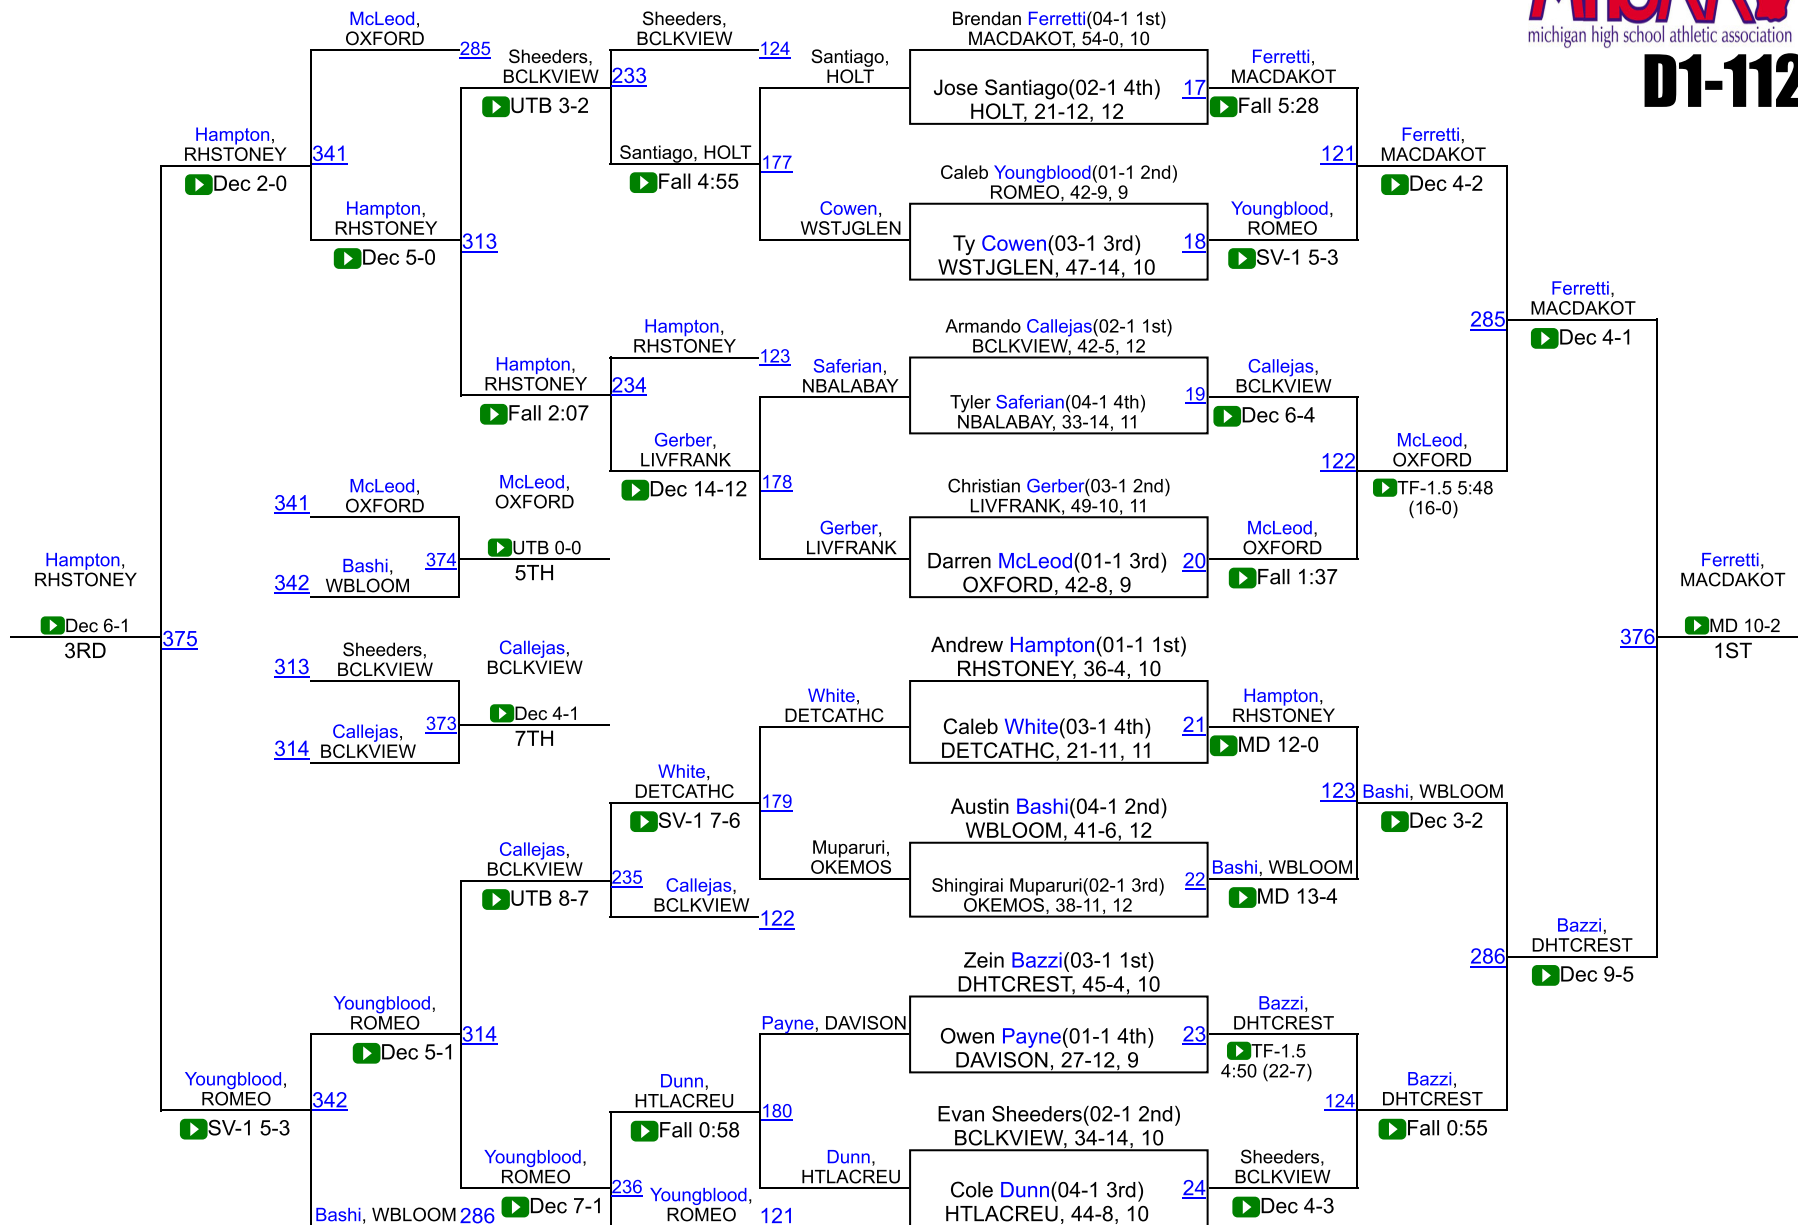 MHSAA
michigan high school athletic association
D1-112
McLeod,
OXFORD
285
Sheeders,
BCLKVIEW
UTB 3-2
Sheeders,
BCLKVIEW
124
233
Santiago,
HOLT
Brendan Ferretti(04-1 1st)
MACDAKOT, 54-0, 10
Jose Santiago(02-1 4th)
HOLT, 21-12, 12
17
Ferretti,
MACDAKOT
Fall 5:28
Hampton,
RHSTONEY
Dec 2-0
341
Santiago, HOLT
Fall 4:55
177
121
Ferretti,
MACDAKOT
Dec 4-2
Hampton,
RHSTONEY
Dec 5-0
313
Cowen,
WSTJGLEN
Caleb Youngblood(01-1 2nd)
ROMEO, 42-9, 9
Ty Cowen(03-1 3rd)
WSTJGLEN, 47-14, 10
18
Youngblood,
ROMEO
SV-1 5-3
285
Ferretti,
MACDAKOT
Dec 4-1
Hampton,
RHSTONEY
Fall 2:07
Hampton,
RHSTONEY
123
234
Saferian,
NBALABAY
Armando Callejas(02-1 1st)
BCLKVIEW, 42-5, 12
Tyler Saferian(04-1 4th)
NBALABAY, 33-14, 11
19
Callejas,
BCLKVIEW
Dec 6-4
Gerber,
LIVFRANK
Dec 14-12
178
122
McLeod,
OXFORD
TF-1.5 5:48
(16-0)
341
McLeod,
OXFORD
McLeod,
OXFORD
342
Bashi,
WBLOOM
374
UTB 0-0
5TH
Gerber,
LIVFRANK
Christian Gerber(03-1 2nd)
LIVFRANK, 49-10, 11
Darren McLeod(01-1 3rd)
OXFORD, 42-8, 9
20
McLeod,
OXFORD
Fall 1:37
Hampton,
RHSTONEY
Dec 6-1
3RD
375
Ferretti,
MACDAKOT
376
MD 10-2
1ST
313
Sheeders,
BCLKVIEW
Callejas,
BCLKVIEW
314
Callejas,
BCLKVIEW
373
Dec 4-1
7TH
White,
DETCATHC
Andrew Hampton(01-1 1st)
RHSTONEY, 36-4, 10
Caleb White(03-1 4th)
DETCATHC, 21-11, 11
21
Hampton,
RHSTONEY
MD 12-0
White,
DETCATHC
SV-1 7-6
179
123
Bashi, WBLOOM
Dec 3-2
Callejas,
BCLKVIEW
UTB 8-7
235
Callejas,
BCLKVIEW
122
Muparuri,
OKEMOS
Austin Bashi(04-1 2nd)
WBLOOM, 41-6, 12
Shingirai Muparuri(02-1 3rd)
OKEMOS, 38-11, 12
22
Bashi, WBLOOM
MD 13-4
286
Bazzi,
DHTCREST
Dec 9-5
Youngblood,
ROMEO
Dec 5-1
314
Payne, DAVISON
Zein Bazzi(03-1 1st)
DHTCREST, 45-4, 10
Owen Payne(01-1 4th)
DAVISON, 27-12, 9
23
Bazzi,
DHTCREST
TF-1.5
4:50 (22-7)
Youngblood,
ROMEO
SV-1 5-3
342
Dunn,
HTLACREU
Fall 0:58
180
124
Bazzi,
DHTCREST
Fall 0:55
Youngblood,
ROMEO
Dec 7-1
236
Dunn,
HTLACREU
Evan Sheeders(02-1 2nd)
BCLKVIEW, 34-14, 10
Cole Dunn(04-1 3rd)
HTLACREU, 44-8, 10
24
Sheeders,
BCLKVIEW
Dec 4-3
Bashi, WBLOOM
286
Youngblood,
ROMEO
121